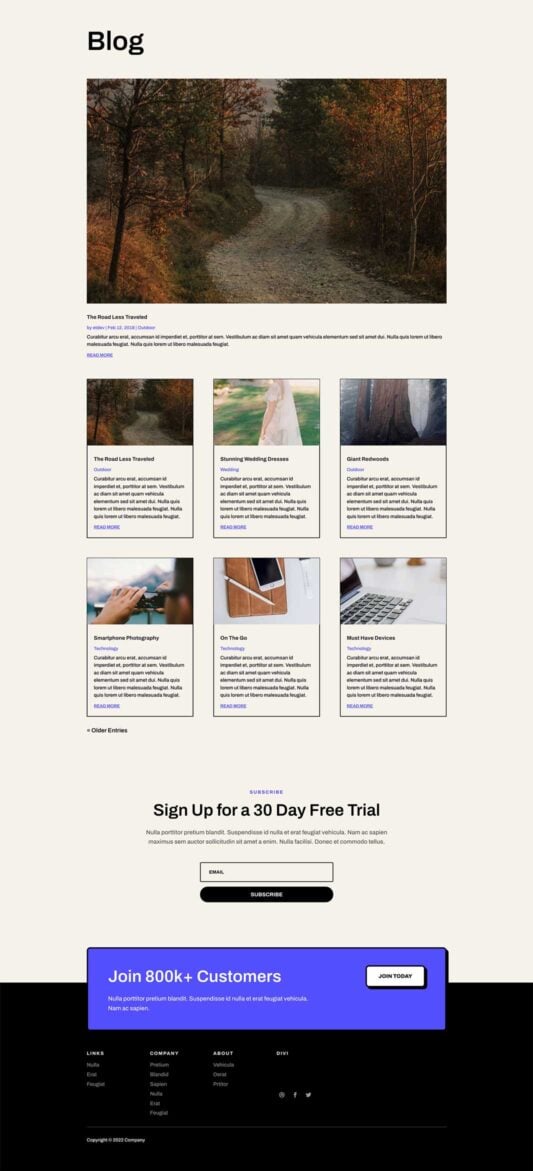 Blog
The Road Less Traveled
by etdev | Feb 12, 2018 | Outdoor
Curabitur arcu erat, accumsan id imperdiet et, porttitor at sem. Vestibulum ac diam sit amet quam vehicula elementum sed sit amet dui. Nulla quis lorem ut libero
malesuada feugiat. Nulla quis lorem ut libero malesuada feugiat.
READ MORE
The Road Less Traveled
Outdoor
Curabitur arcu erat, accumsan id
imperdiet et, porttitor at sem. Vestibulum
ac diam sit amet quam vehicula
elementum sed sit amet dui. Nulla quis
lorem ut libero malesuada feugiat. Nulla
quis lorem ut libero malesuada feugiat.
READ MORE
Stunning Wedding Dresses
Wedding
Curabitur arcu erat, accumsan id
imperdiet et, porttitor at sem. Vestibulum
ac diam sit amet quam vehicula
elementum sed sit amet dui. Nulla quis
lorem ut libero malesuada feugiat. Nulla
quis lorem ut libero malesuada feugiat.
READ MORE
Giant Redwoods
Outdoor
Curabitur arcu erat, accumsan id
imperdiet et, porttitor at sem. Vestibulum
ac diam sit amet quam vehicula
elementum sed sit amet dui. Nulla quis
lorem ut libero malesuada feugiat. Nulla
quis lorem ut libero malesuada feugiat.
READ MORE
Smartphone Photography
Technology
Curabitur arcu erat, accumsan id
imperdiet et, porttitor at sem. Vestibulum
ac diam sit amet quam vehicula
elementum sed sit amet dui. Nulla quis
lorem ut libero malesuada feugiat. Nulla
quis lorem ut libero malesuada feugiat.
READ MORE
On The Go
Technology
Curabitur arcu erat, accumsan id
imperdiet et, porttitor at sem. Vestibulum
ac diam sit amet quam vehicula
elementum sed sit amet dui. Nulla quis
lorem ut libero malesuada feugiat. Nulla
quis lorem ut libero malesuada feugiat.
READ MORE
Must Have Devices
Technology
Curabitur arcu erat, accumsan id
imperdiet et, porttitor at sem. Vestibulum
ac diam sit amet quam vehicula
elementum sed sit amet dui. Nulla quis
lorem ut libero malesuada feugiat. Nulla
quis lorem ut libero malesuada feugiat.
READ MORE
« Older Entries
SUBSCRIBE
Sign Up for a 30 Day Free Trial
Nulla porttitor pretium blandit. Suspendisse id nulla et erat feugiat vehicula. Nam ac sapien
maximus sem auctor sollicitudin sit amet a enim. Nulla facilisi. Donec et commodo tellus.
EMAIL
SUBSCRIBE
Join 800k+ Customers
Nulla porttitor pretium blandit. Suspendisse id nulla et erat feugiat vehicula.
Nam ac sapien.
JOIN TODAY
LINKS
Nulla
Erat
Feugiat
COMPANY
Pretium
Blandid
Sapien
Nulla
Erat
Feugiat
ABOUT
Vehicula
Oerat
Prtitor
DIVI
Copyright © 2022 Company